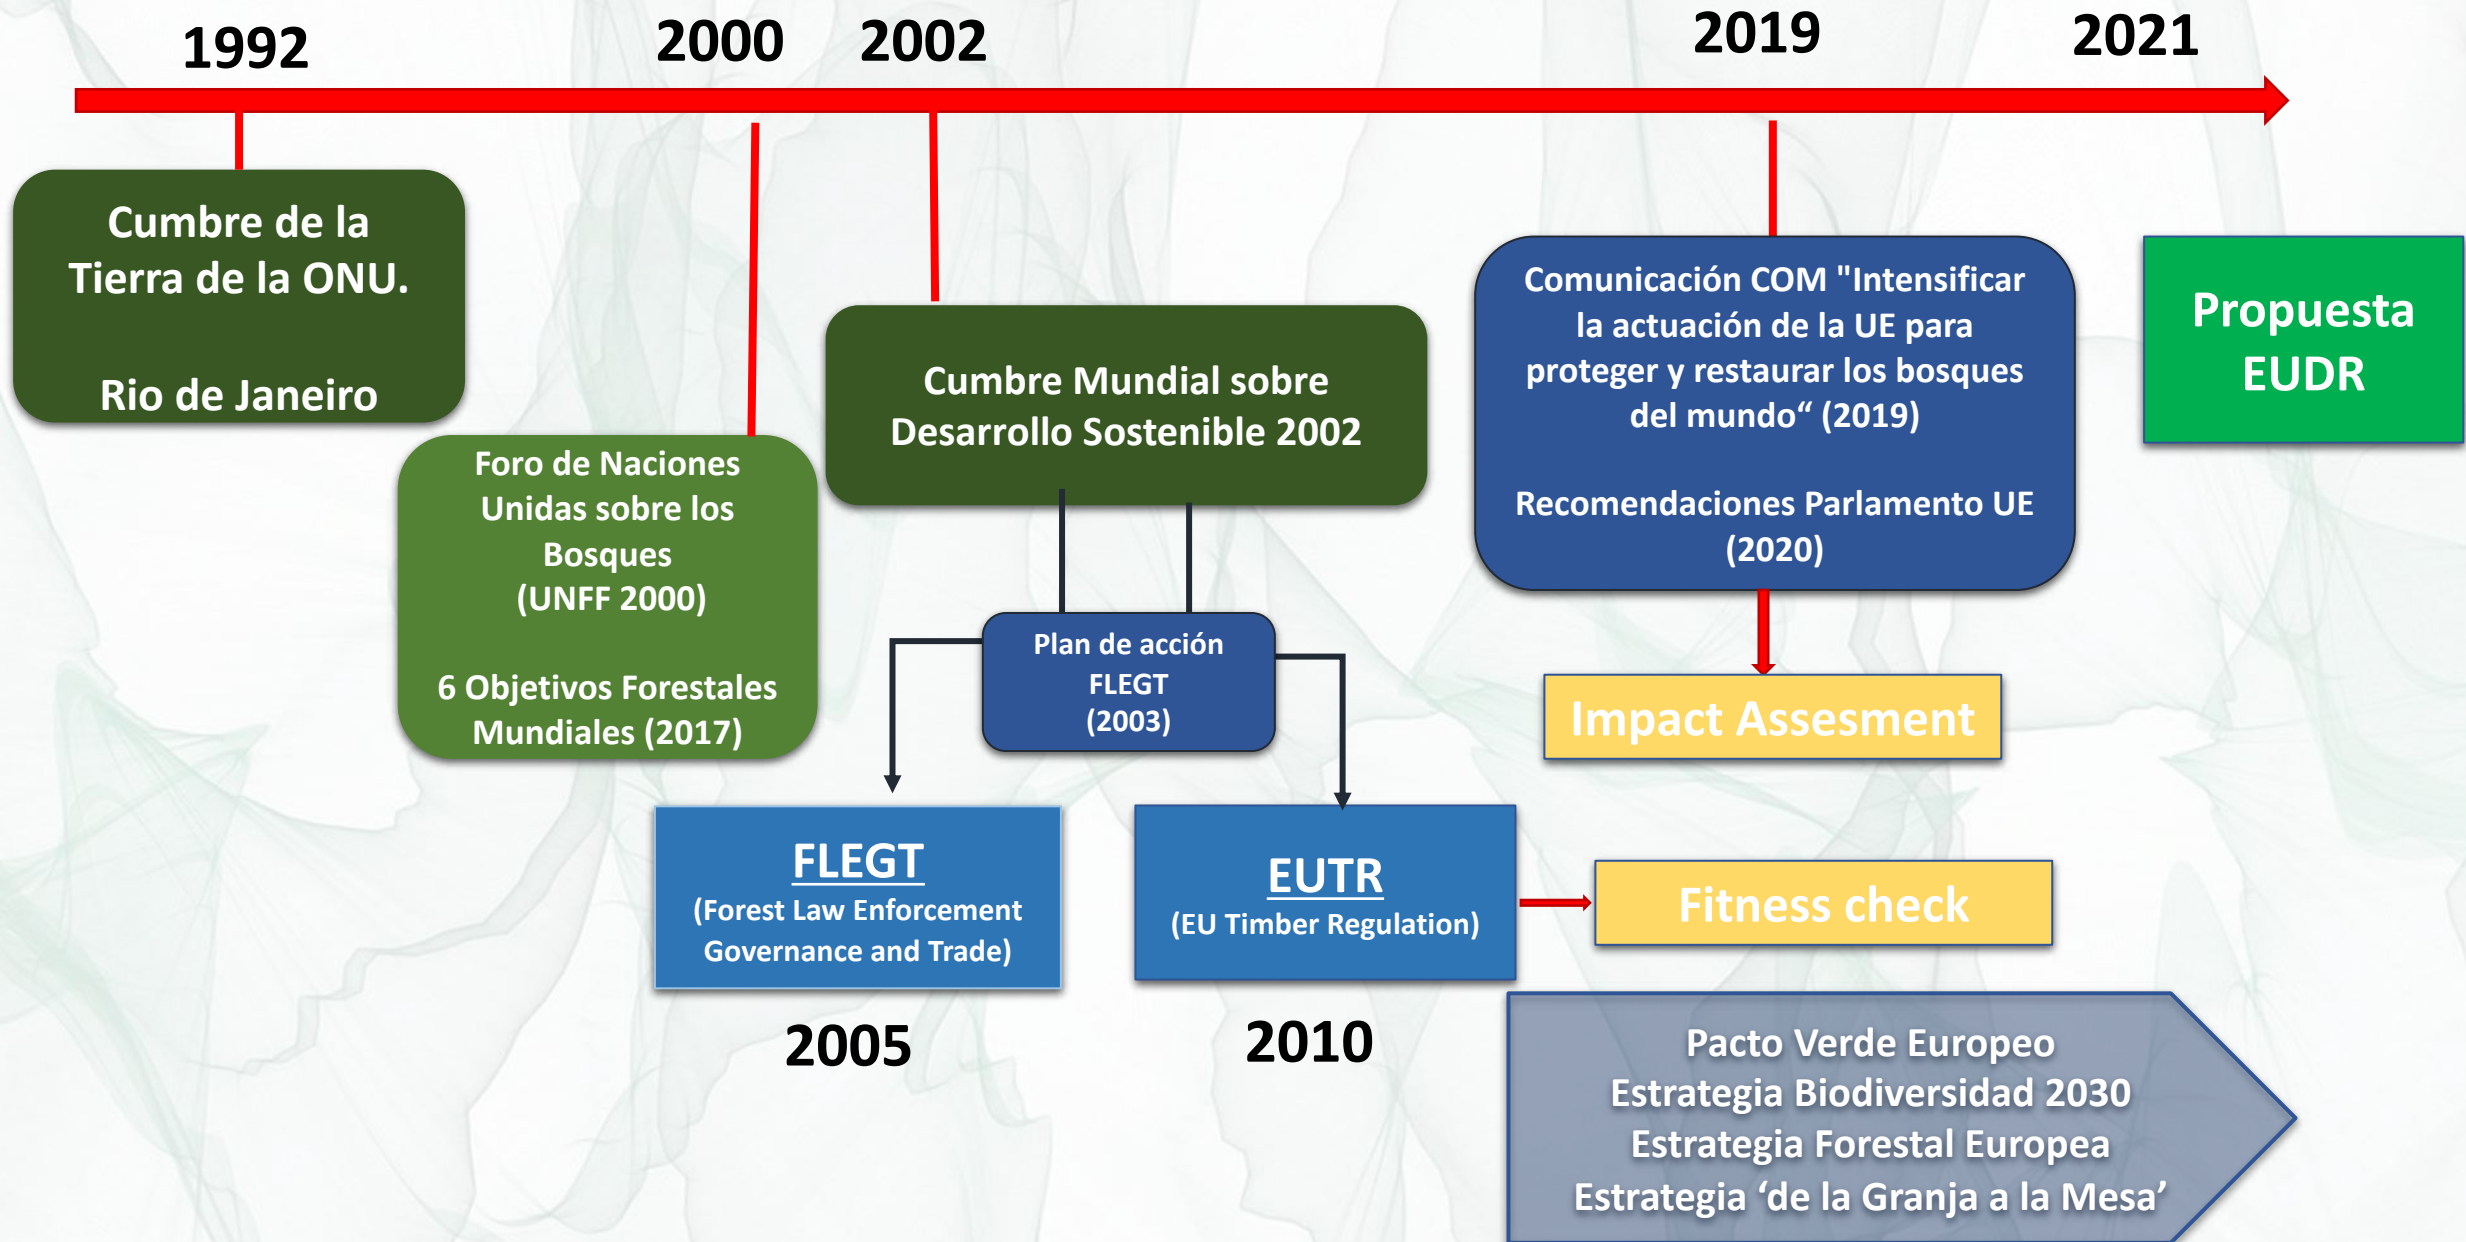 1992
2000
2002
2019
2021
Cumbre de la
Tierra de la ONU.
Rio de Janeiro
Foro de Naciones
Unidas sobre los
Bosques
(UNFF 2000)
6 Objetivos Forestales
Mundiales (2017)
Cumbre Mundial sobre
Desarrollo Sostenible 2002
Plan de acción
FLEGT
(2003)
FLEGT
(Forest Law Enforcement
Governance and Trade)
2005
EUTR
(EU Timber Regulation)
2010
Comunicación COM "Intensificar
la actuación de la UE para
proteger y restaurar los bosques
del mundo“ (2019)
Recomendaciones Parlamento UE
(2020)
Impact Assesment
Fitness check
Propuesta
EUDR
Pacto Verde Europeo
Estrategia Biodiversidad 2030
Estrategia Forestal Europea
Estrategia ‘de la Granja a la Mesa’